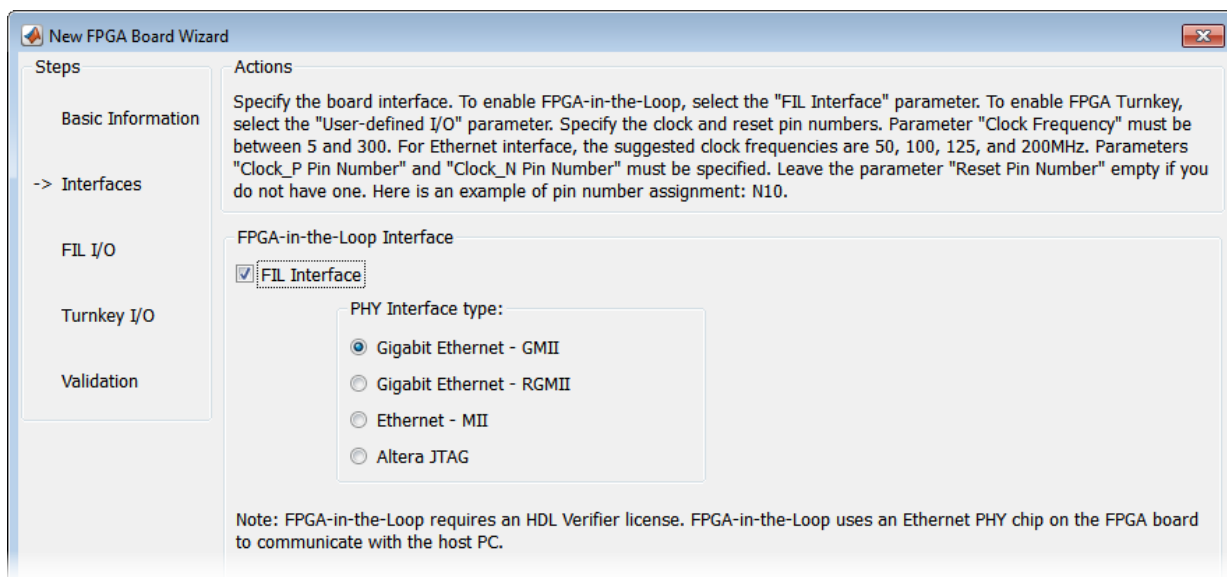 New FPGA Board Wizard
Steps
Basic Information
-> Interfaces
FIL I/O
Turnkey I/O
Validation
Actions
Specify the board interface. To enable FPGA-in-the-Loop, select the "FIL Interface" parameter. To enable FPGA Turnkey,
select the "User-defined I/O" parameter. Specify the clock and reset pin numbers. Parameter "Clock Frequency" must be
between 5 and 300. For Ethernet interface, the suggested clock frequencies are 50, 100, 125, and 200MHz. Parameters
"Clock_P Pin Number" and "Clock_N Pin Number" must be specified. Leave the parameter "Reset Pin Number" empty if you
do not have one. Here is an example of pin number assignment: N10.
FPGA-in-the-Loop Interface
FIL Interface
PHY Interface type:
Gigabit Ethernet - GMII
Gigabit Ethernet - RGMII
Ethernet - MII
Altera JTAG
Note: FPGA-in-the-Loop requires an HDL Verifier license. FPGA-in-the-Loop uses an Ethernet PHY chip on the FPGA board
to communicate with the host PC.